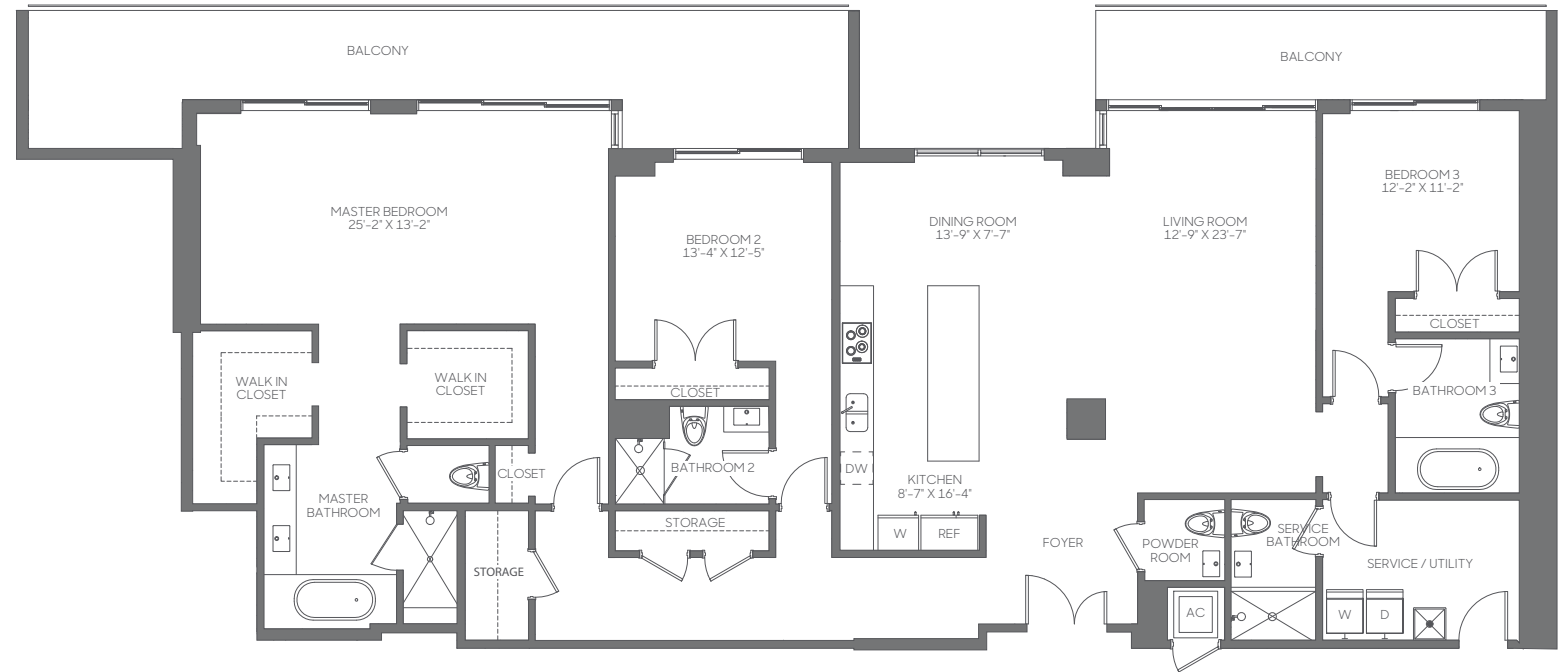 BALCONY
BALCONY
MASTER BEDROOM
25'-2" X 13'-2"
BEDROOM 2
13'-4" X 12'-5"
DINING ROOM
13'-9" X 7'-7"
LIVING ROOM
12'-9" X 23'-7"
BEDROOM 3
12'-2" X 11'-2"
CLOSET
WALK IN
CLOSET
WALK IN
CLOSET
CLOSET
BATHROOM 3
CLOSET
BATHROOM 2
DW
KITCHEN
8'-7" X 16'-4"
MASTER
BATHROOM
STORAGE
W
REF
FOYER
POWDER
ROOM
SERVICE
BATHROOM
SERVICE / UTILITY
STORAGE
AC
W
D